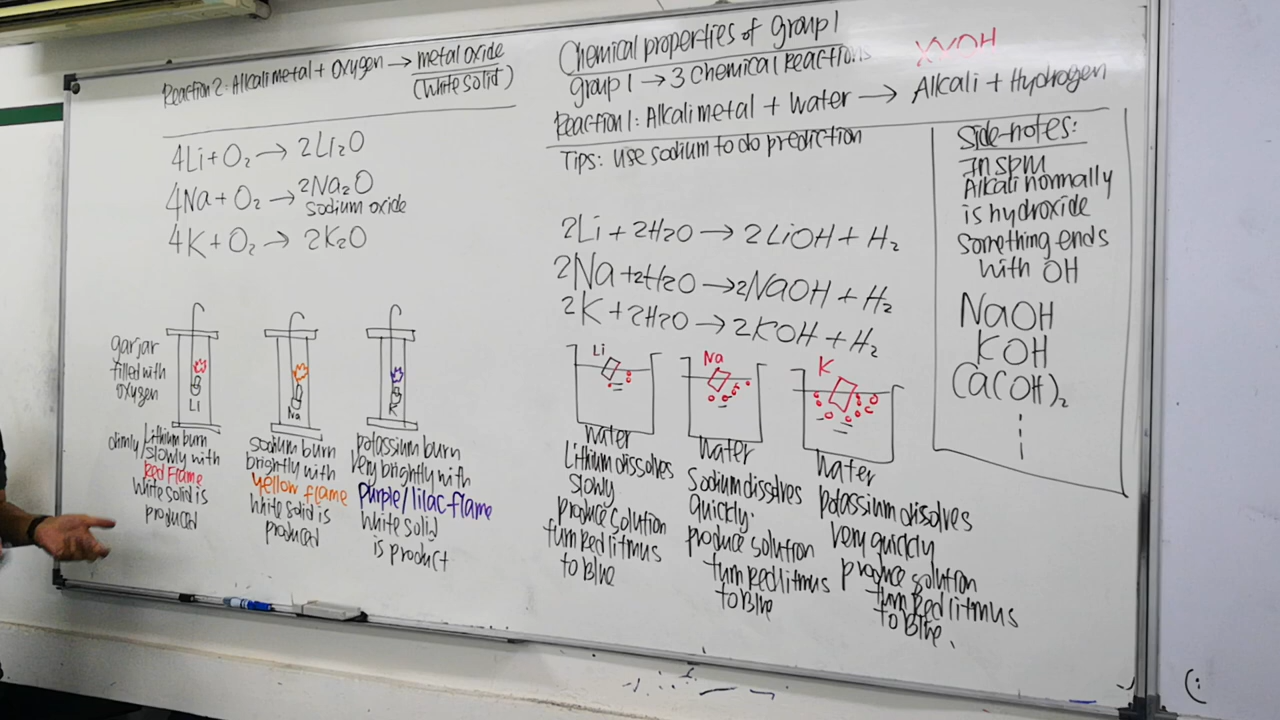 Reaction 2: Alkali metal + Oxygen → metal oxide
(White solid)
4Li + O₂ → 2Li₂O
4Na + O₂ → 2Na₂O
sodium oxide
4K + O₂ → 2K₂O
garjar
filled with
oxygen
Li
Na
K
Lithium burn
dimly/slowly with
Red Flame
White solid is
produced
sodium burn
brightly with
yellow flame
White solid is
produced
potassium burn
very brightly with
purple/lilac flame
White solid
is product
Chemical properties of Group 1
group 1 → 3 Chemical Reactions
XYOH
Reaction 1: Alkali metal + Water → Alkali + Hydrogen
Tips: use sodium to do prediction
2Li + 2H₂O → 2LiOH + H₂
2Na + 2H₂O → 2NaOH + H₂
2K + 2H₂O → 2KOH + H₂
Li
Na
K
Water
Lithium dissolves
slowly
produce solution
turn Red litmus
to Blue
Water
Sodium dissolves
Quickly.
produce solution
turn Red litmus
to Blue
Water
potassium disolves
very quickly
produce solution
turn Red litmus
to Blue.
Side-notes:
In spm
Alkali normally
is hydroxide
something ends
with OH
NaOH
KOH
Ca(OH)₂
(: